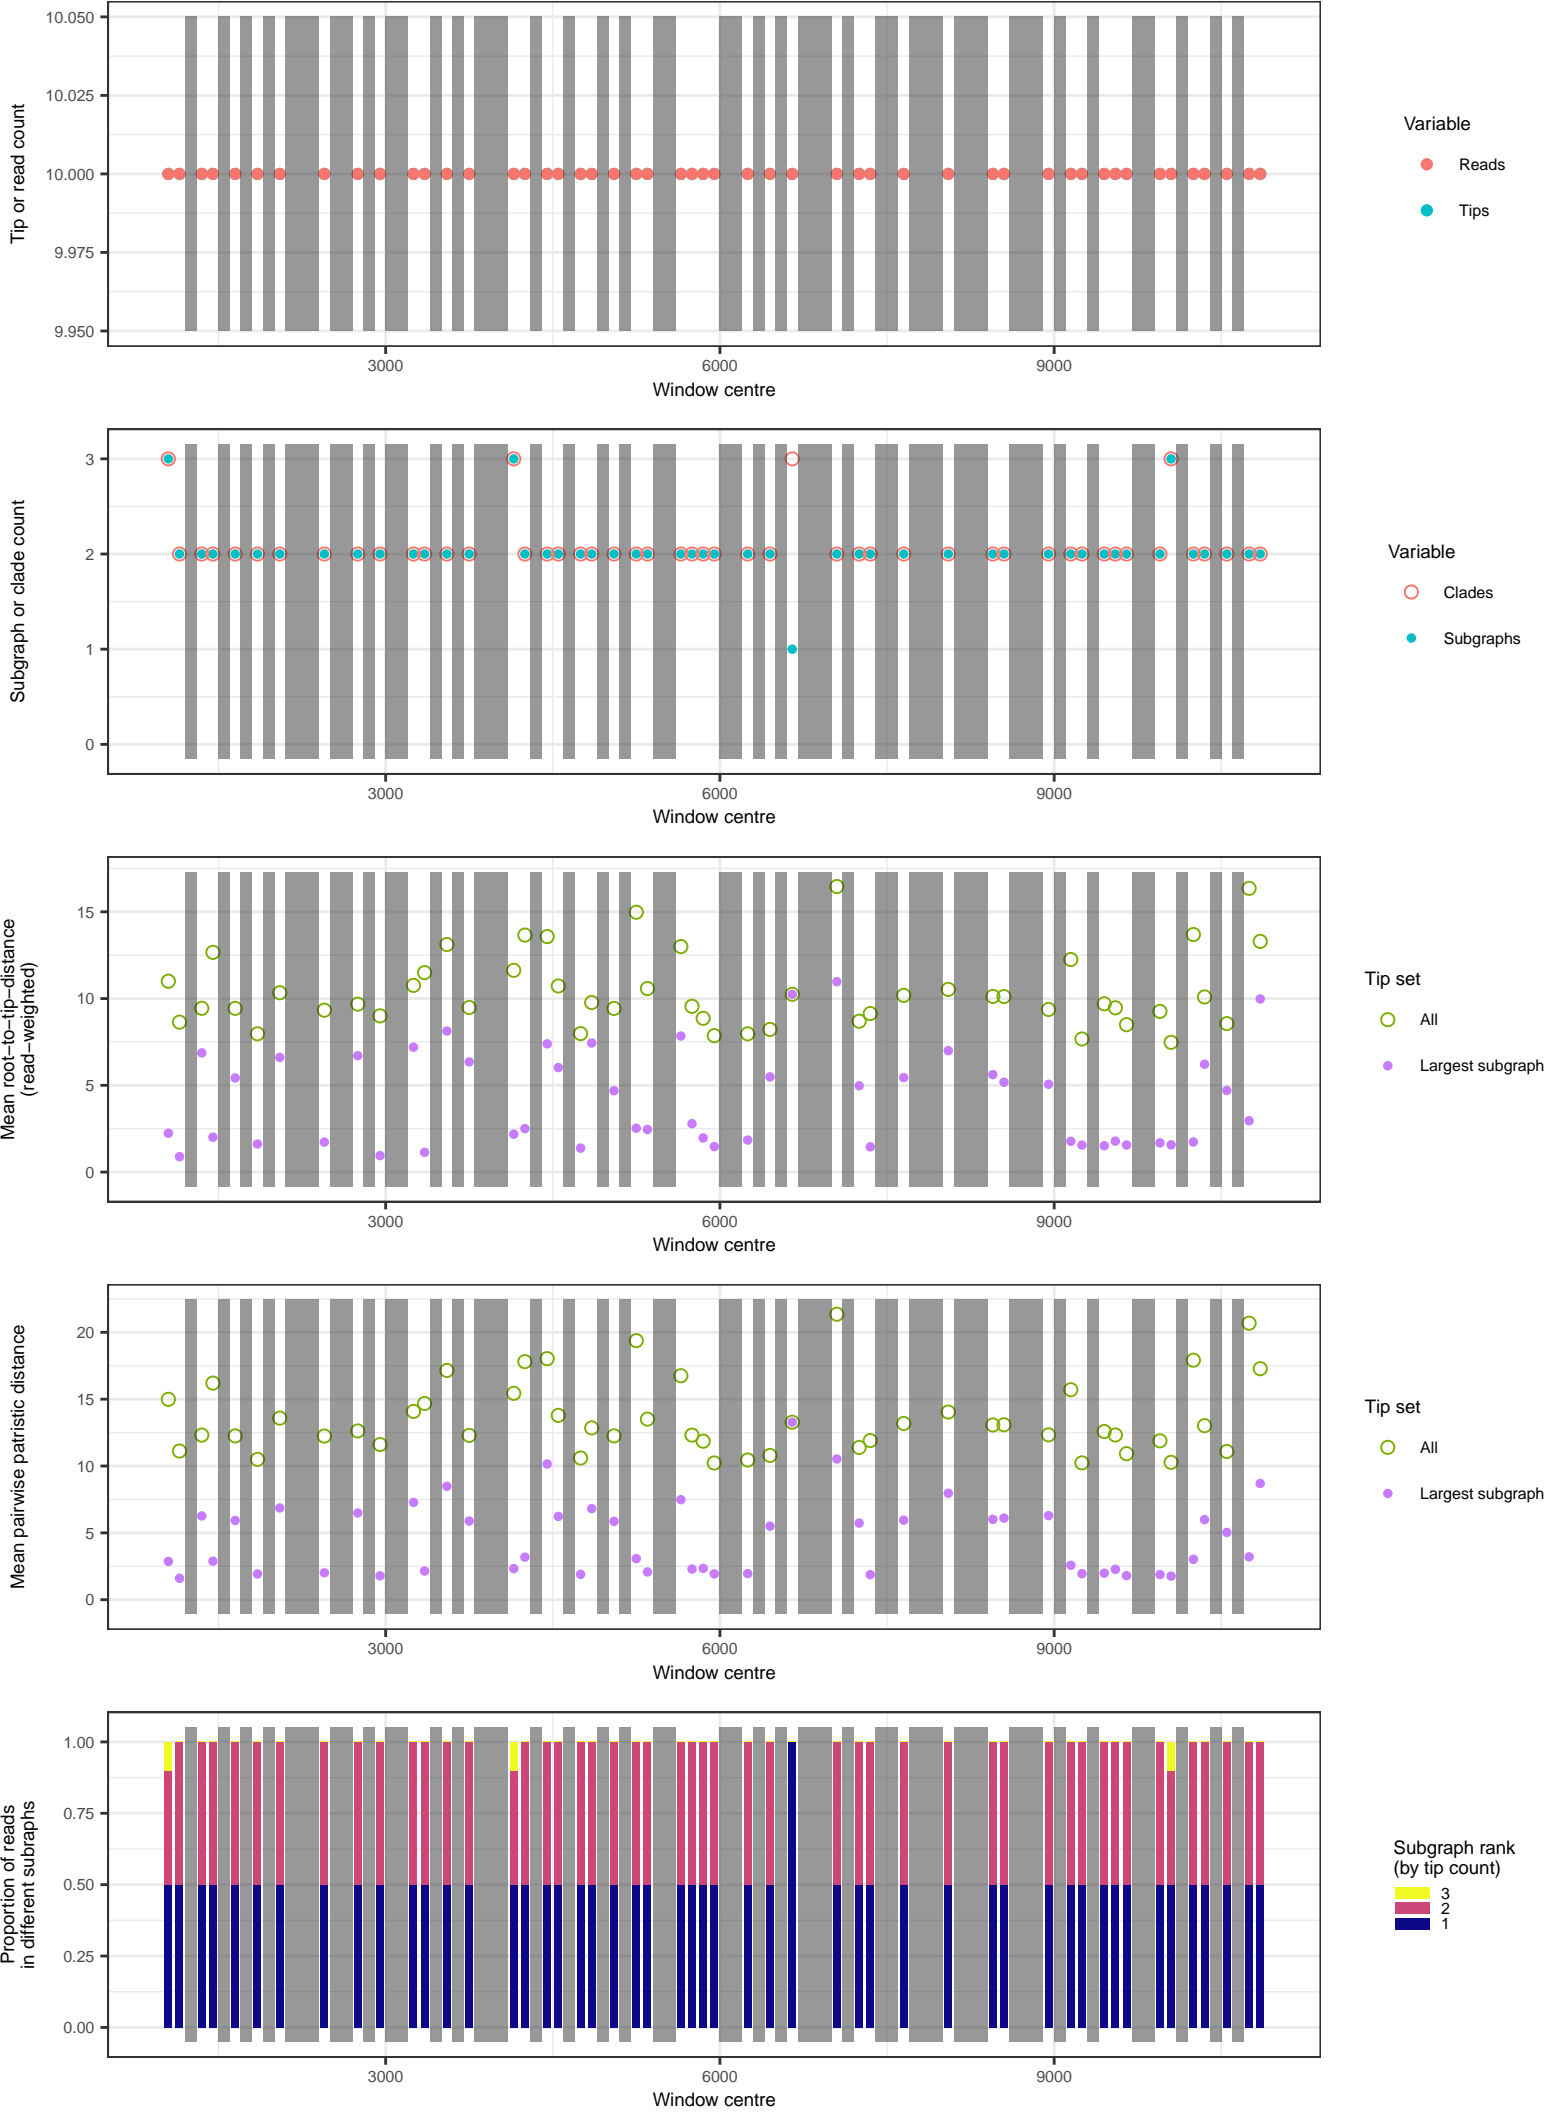 10.050
10.025
10.000
9.975
9.950
Tip or read count
3000
6000
9000
Window centre
Variable
Reads
Tips
3
2
1
0
Subgraph or clade count
3000
6000
9000
Window centre
Variable
Clades
Subgraphs
15
10
5
0
Mean root−to−tip−distance
(read−weighted)
3000
6000
9000
Window centre
Tip set
All
Largest subgraph
20
15
10
5
0
Mean pairwise patristic distance
3000
6000
9000
Window centre
Tip set
All
Largest subgraph
1.00
0.75
0.50
0.25
0.00
Proportion of reads
in different subraphs
3000
6000
9000
Window centre
Subgraph rank
(by tip count)
3
2
1